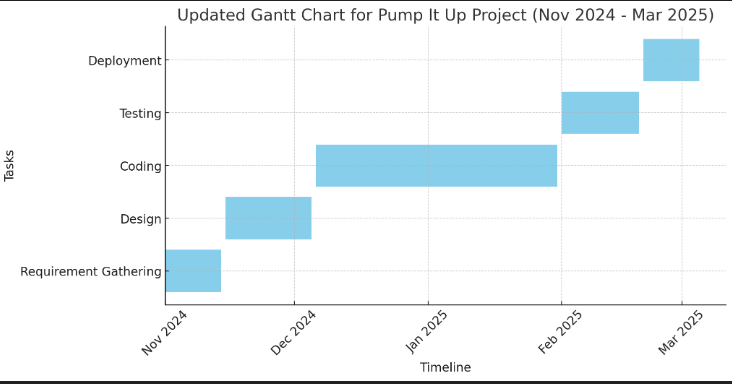 Updated Gantt Chart for Pump It Up Project (Nov 2024 - Mar 2025)
Tasks
Deployment
Testing
Coding
Design
Requirement Gathering
Nov 2024
Dec 2024
Jan 2025
Feb 2025
Mar 2025
Timeline